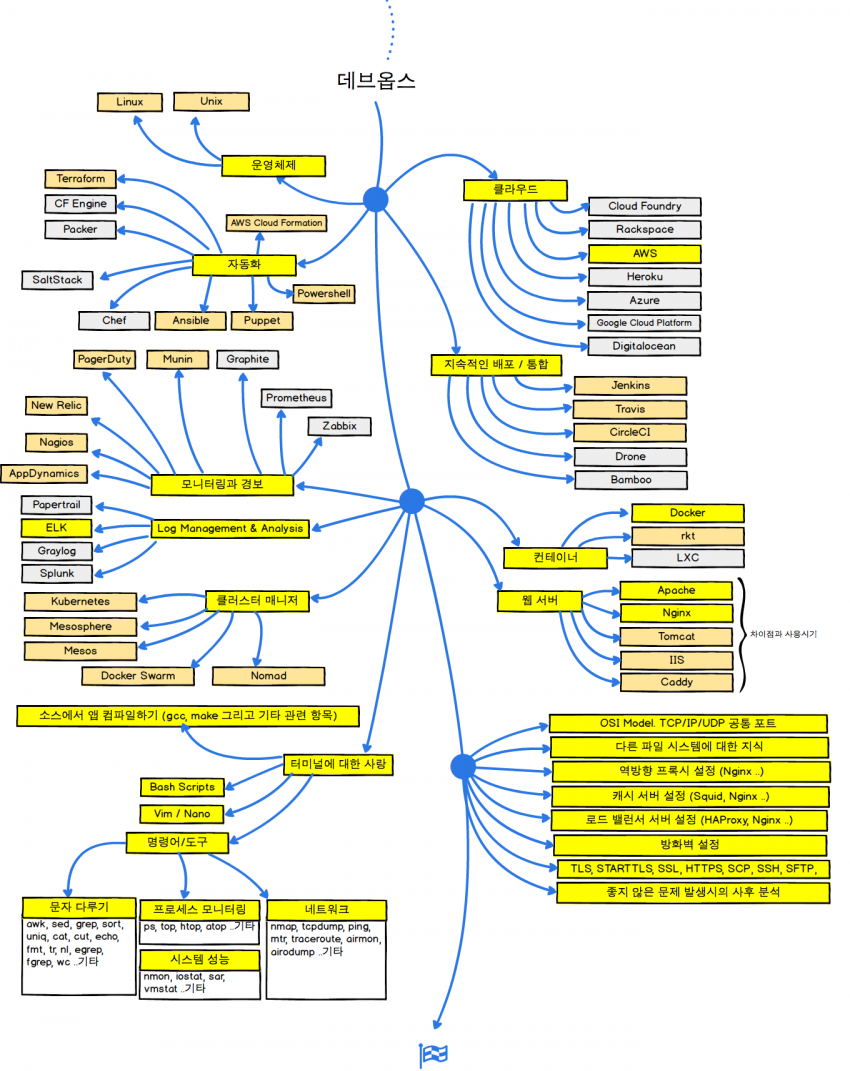 데브옵스
Linux
Unix
운영체제
Terraform
CF Engine
Packer
AWS Cloud Formation
자동화
SaltStack
Powershell
Chef
Ansible
Puppet
클라우드
Cloud Foundry
Rackspace
AWS
Heroku
Azure
Google Cloud Platform
Digitalocean
지속적인 배포 / 통합
Jenkins
Travis
CircleCI
Drone
Bamboo
PagerDuty
Munin
Graphite
Prometheus
Zabbix
New Relic
Nagios
AppDynamics
모니터링과 경보
Papertrail
ELK
Graylog
Splunk
Log Management & Analysis
컨테이너
Docker
rkt
LXC
웹 서버
Apache
Nginx
Tomcat
IIS
Caddy
차이점과 사용시기
클러스터 매니저
Kubernetes
Mesosphere
Mesos
Docker Swarm
Nomad
소스에서 앱 컴파일하기 (gcc, make 그리고 기타 관련 항목)
터미널에 대한 사랑
Bash Scripts
Vim / Nano
명령어/도구
문자 다루기
awk, sed, grep, sort,
uniq, cat, cut, echo,
fmt, tr, nl, egrep,
fgrep, wc ..기타
프로세스 모니터링
ps, top, htop, atop ..기타
시스템 성능
nmon, iostat, sar,
vmstat ..기타
네트워크
nmap, tcpdump, ping,
mtr, traceroute, airmon,
airodump ..기타
OSI Model. TCP/IP/UDP 공통 포트
다른 파일 시스템에 대한 지식
역방향 프록시 설정 (Nginx ..)
캐시 서버 설정 (Squid, Nginx ..)
로드 밸런서 서버 설정 (HAProxy, Nginx ..)
방화벽 설정
TLS, STARTTLS, SSL, HTTPS, SCP, SSH, SFTP,
좋지 않은 문제 발생시의 사후 분석